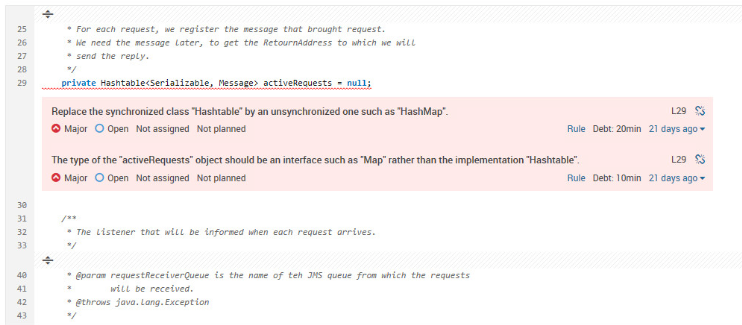 25 * For each request, we register the message that brought request.
26 * We need the message later, to get the RetournAddress to which we will
27 * send the reply.
28 */
29 private Hashtable<Serializable, Message> activeRequests = null;
Replace the synchronized class "Hashtable" by an unsynchronized one such as "HashMap". L29
Major Open Not assigned Not planned Rule Debt: 20min 21 days ago
The type of the "activeRequests" object should be an interface such as "Map" rather than the implementation "Hashtable". L29
Major Open Not assigned Not planned Rule Debt: 10min 21 days ago
30
31 /**
32 * The listener that will be informed when each request arrives.
33 */
40 * @param requestReceiverQueue is the name of teh JMS queue from which the requests
41 * will be received.
42 * @throws java.lang.Exception
43 */